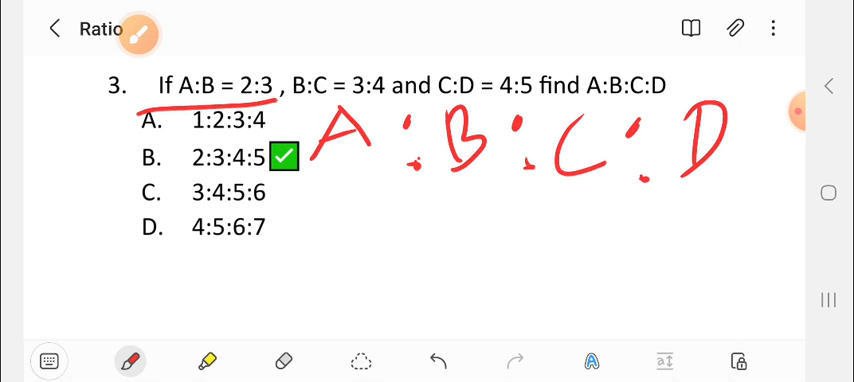 Ratio
3. If A:B = 2:3 , B:C = 3:4 and C:D = 4:5 find A:B:C:D
A. 1:2:3:4
B. 2:3:4:5
C. 3:4:5:6
D. 4:5:6:7
A : B : C : D